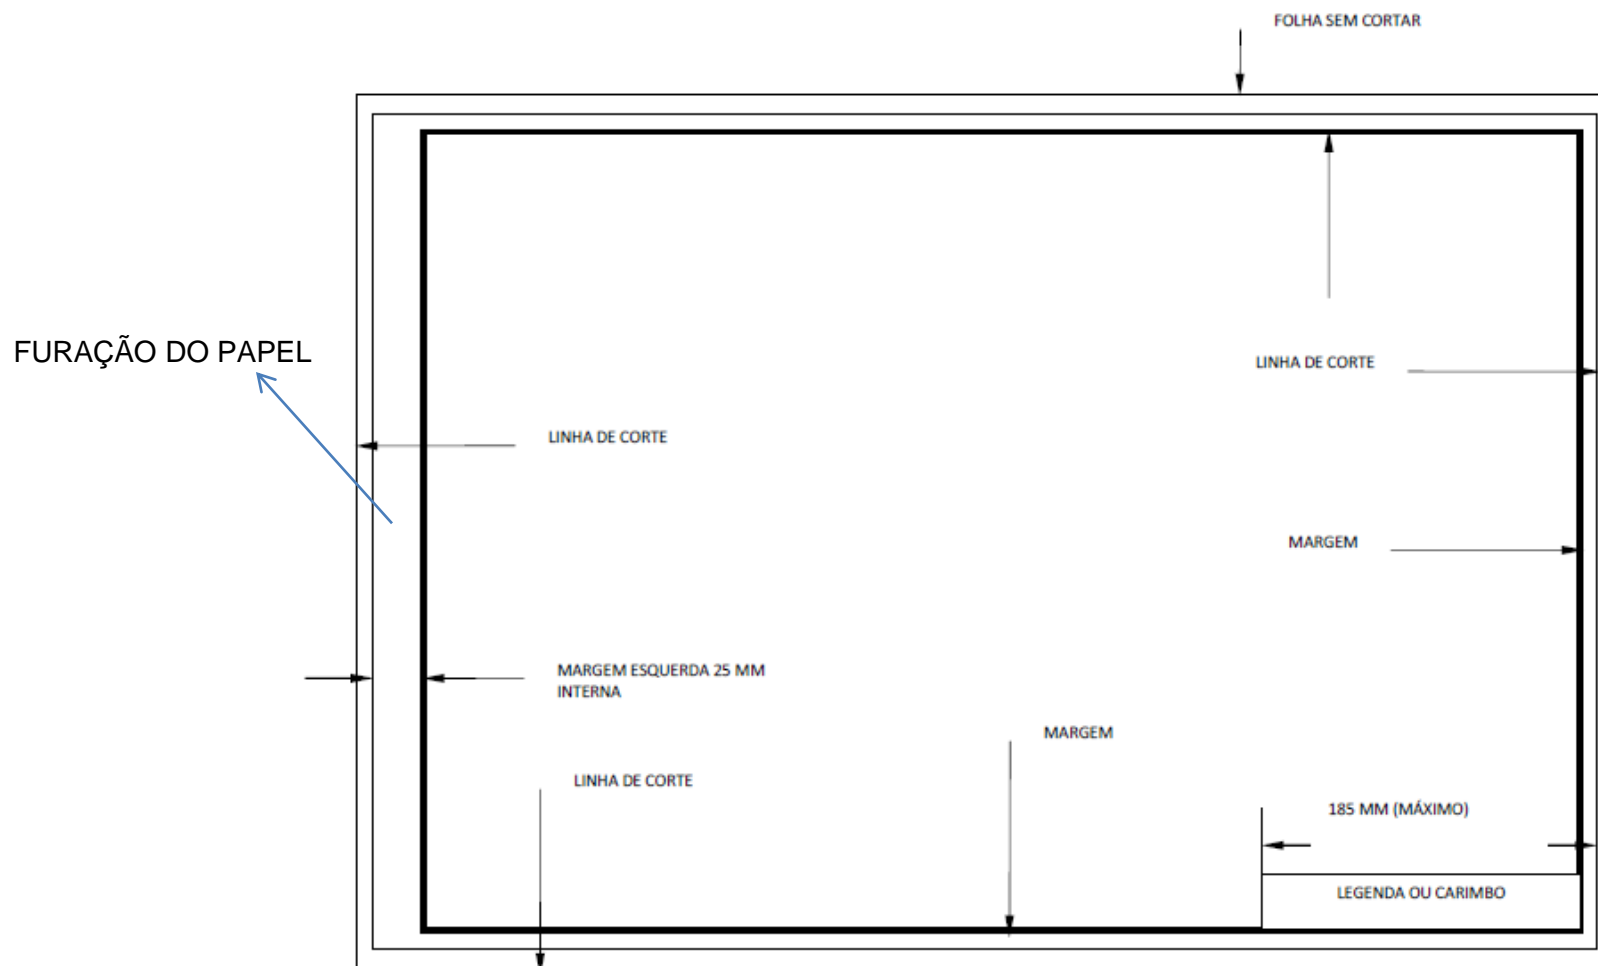 FOLHA SEM CORTAR
FURAÇÃO DO PAPEL
LINHA DE CORTE
LINHA DE CORTE
MARGEM
MARGEM ESQUERDA 25 MM
INTERNA
MARGEM
LINHA DE CORTE
185 MM (MÁXIMO)
LEGENDA OU CARIMBO